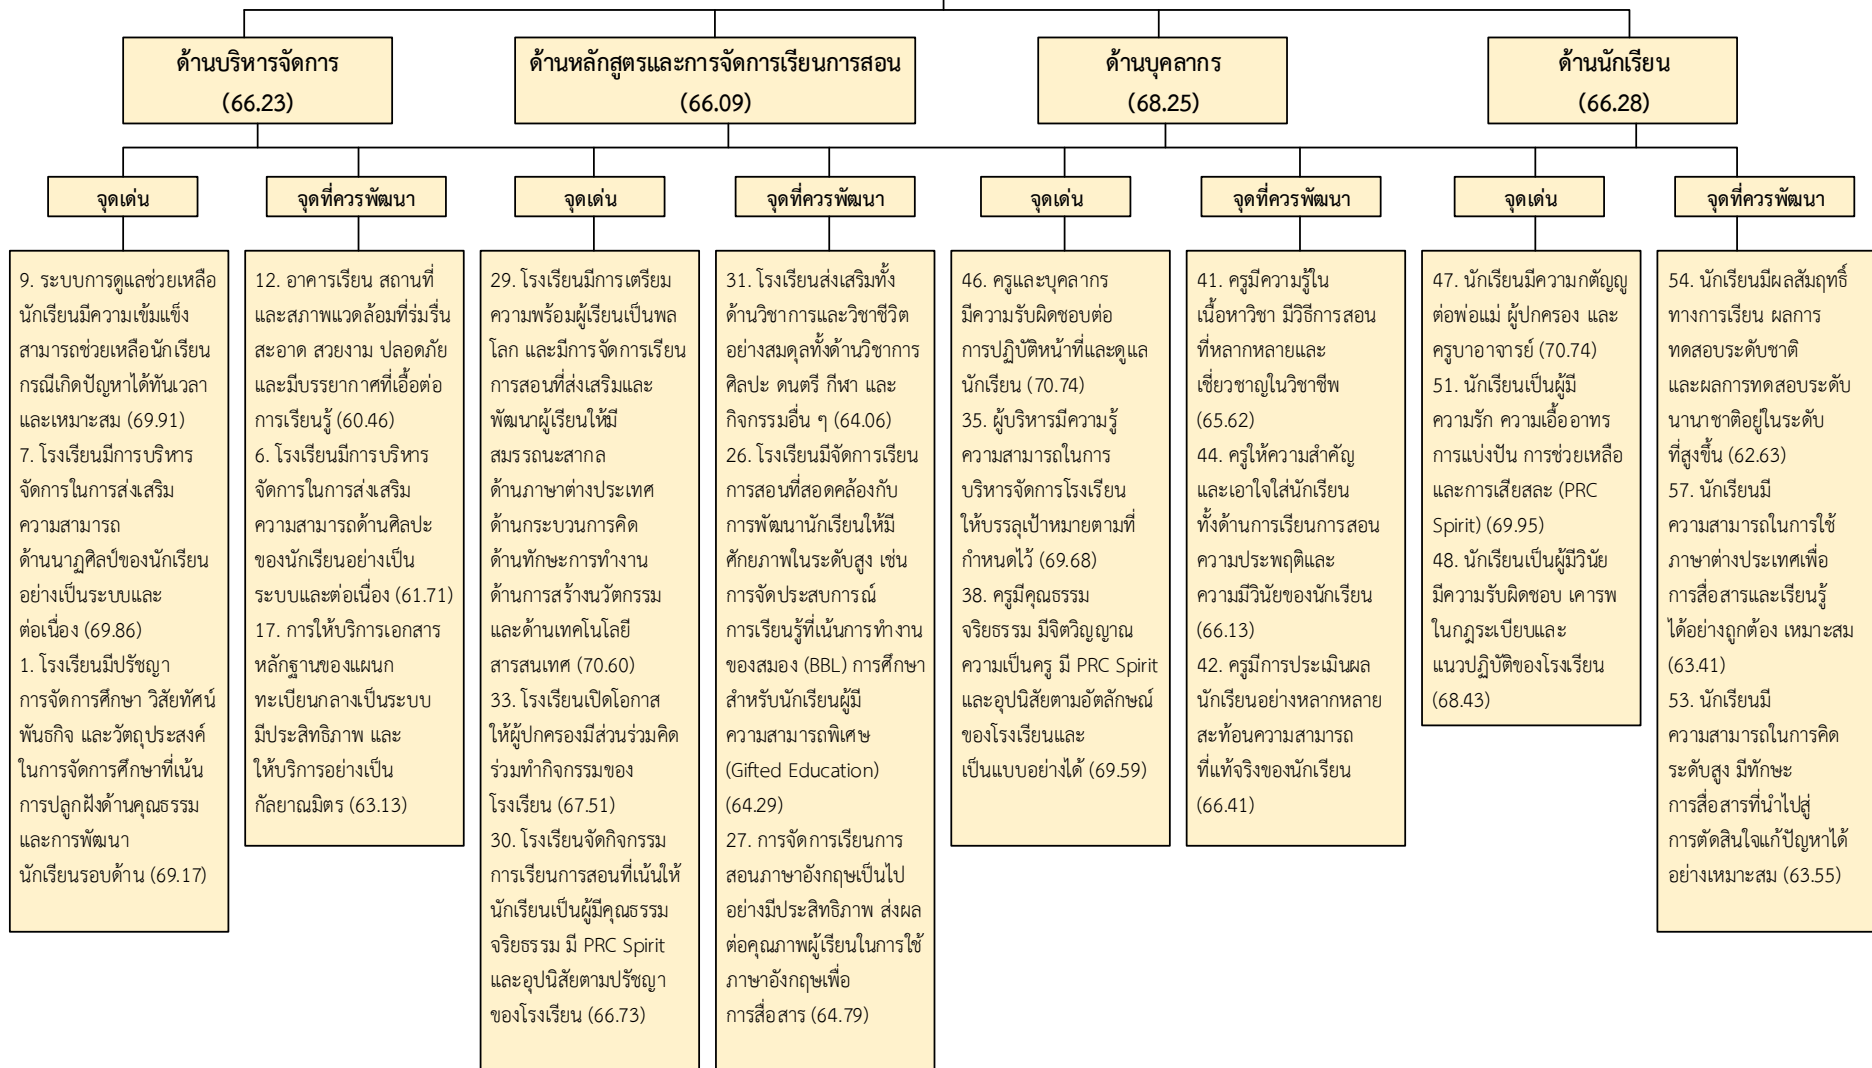 ด้านบริหารจัดการ
(66.23)
ด้านหลักสูตรและการจัดการเรียนการสอน
(66.09)
ด้านบุคลากร
(68.25)
ด้านนักเรียน
(66.28)
จุดเด่น
จุดที่ควรพัฒนา
จุดเด่น
จุดที่ควรพัฒนา
จุดเด่น
จุดที่ควรพัฒนา
จุดเด่น
จุดที่ควรพัฒนา
9. ระบบการดูแลช่วยเหลือ
นักเรียนมีความเข้มแข็ง
สามารถช่วยเหลือนักเรียน
กรณีเกิดปัญหาได้ทันเวลา
และเหมาะสม (69.91)
7. โรงเรียนมีการบริหาร
จัดการในการส่งเสริม
ความสามารถ
ด้านนาฏศิลป์ของนักเรียน
อย่างเป็นระบบและ
ต่อเนื่อง (69.86)
1. โรงเรียนมีปรัชญา
การจัดการศึกษา วิสัยทัศน์
พันธกิจ และวัตถุประสงค์
ในการจัดการศึกษาที่เน้น
การปลูกฝังด้านคุณธรรม
และการพัฒนา
นักเรียนรอบด้าน (69.17)
12. อาคารเรียน สถานที่
และสภาพแวดล้อมที่ร่มรื่น
สะอาด สวยงาม ปลอดภัย
และมีบรรยากาศที่เอื้อต่อ
การเรียนรู้ (60.46)
6. โรงเรียนมีการบริหาร
จัดการในการส่งเสริม
ความสามารถด้านศิลปะ
ของนักเรียนอย่างเป็น
ระบบและต่อเนื่อง (61.71)
17. การให้บริการเอกสาร
หลักฐานของแผนก
ทะเบียนกลางเป็นระบบ
มีประสิทธิภาพ และ
ให้บริการอย่างเป็น
กัลยาณมิตร (63.13)
29. โรงเรียนมีการเตรียม
ความพร้อมผู้เรียนเป็นพล
โลก และมีการจัดการเรียน
การสอนที่ส่งเสริมและ
พัฒนาผู้เรียนให้มี
สมรรถนะสากล
ด้านภาษาต่างประเทศ
ด้านกระบวนการคิด
ด้านทักษะการทำงาน
ด้านการสร้างนวัตกรรม
และด้านเทคโนโลยี
สารสนเทศ (70.60)
33. โรงเรียนเปิดโอกาส
ให้ผู้ปกครองมีส่วนร่วมคิด
ร่วมทำกิจกรรมของ
โรงเรียน (67.51)
30. โรงเรียนจัดกิจกรรม
การเรียนการสอนที่เน้นให้
นักเรียนเป็นผู้มีคุณธรรม
จริยธรรม มี PRC Spirit
และอุปนิสัยตามปรัชญา
ของโรงเรียน (66.73)
31. โรงเรียนส่งเสริมทั้ง
ด้านวิชาการและวิชาชีวิต
อย่างสมดุลทั้งด้านวิชาการ
ศิลปะ ดนตรี กีฬา และ
กิจกรรมอื่น ๆ (64.06)
26. โรงเรียนมีจัดการเรียน
การสอนที่สอดคล้องกับ
การพัฒนานักเรียนให้มี
ศักยภาพในระดับสูง เช่น
การจัดประสบการณ์
การเรียนรู้ที่เน้นการทำงาน
ของสมอง (BBL) การศึกษา
สำหรับนักเรียนผู้มี
ความสามารถพิเศษ
(Gifted Education)
(64.29)
27. การจัดการเรียนการ
สอนภาษาอังกฤษเป็นไป
อย่างมีประสิทธิภาพ ส่งผล
ต่อคุณภาพผู้เรียนในการใช้
ภาษาอังกฤษเพื่อ
การสื่อสาร (64.79)
46. ครูและบุคลากร
มีความรับผิดชอบต่อ
การปฏิบัติหน้าที่และดูแล
นักเรียน (70.74)
35. ผู้บริหารมีความรู้
ความสามารถในการ
บริหารจัดการโรงเรียน
ให้บรรลุเป้าหมายตามที่
กำหนดไว้ (69.68)
38. ครูมีคุณธรรม
จริยธรรม มีจิตวิญญาณ
ความเป็นครู มี PRC Spirit
และอุปนิสัยตามอัตลักษณ์
ของโรงเรียนและ
เป็นแบบอย่างได้ (69.59)
41. ครูมีความรู้ใน
เนื้อหาวิชา มีวิธีการสอน
ที่หลากหลายและ
เชี่ยวชาญในวิชาชีพ
(65.62)
44. ครูให้ความสำคัญ
และเอาใจใส่นักเรียน
ทั้งด้านการเรียนการสอน
ความประพฤติและ
ความมีวินัยของนักเรียน
(66.13)
42. ครูมีการประเมินผล
นักเรียนอย่างหลากหลาย
สะท้อนความสามารถ
ที่แท้จริงของนักเรียน
(66.41)
47. นักเรียนมีความกตัญญู
ต่อพ่อแม่ ผู้ปกครอง และ
ครูบาอาจารย์ (70.74)
51. นักเรียนเป็นผู้มี
ความรัก ความเอื้ออาทร
การแบ่งปัน การช่วยเหลือ
และการเสียสละ (PRC
Spirit) (69.95)
48. นักเรียนเป็นผู้มีวินัย
มีความรับผิดชอบ เคารพ
ในกฎระเบียบและ
แนวปฏิบัติของโรงเรียน
(68.43)
54. นักเรียนมีผลสัมฤทธิ์
ทางการเรียน ผลการ
ทดสอบระดับชาติ
และผลการทดสอบระดับ
นานาชาติอยู่ในระดับ
ที่สูงขึ้น (62.63)
57. นักเรียนมี
ความสามารถในการใช้
ภาษาต่างประเทศเพื่อ
การสื่อสารและเรียนรู้
ได้อย่างถูกต้อง เหมาะสม
(63.41)
53. นักเรียนมี
ความสามารถในการคิด
ระดับสูง มีทักษะ
การสื่อสารที่นำไปสู่
การตัดสินใจแก้ปัญหาได้
อย่างเหมาะสม (63.55)